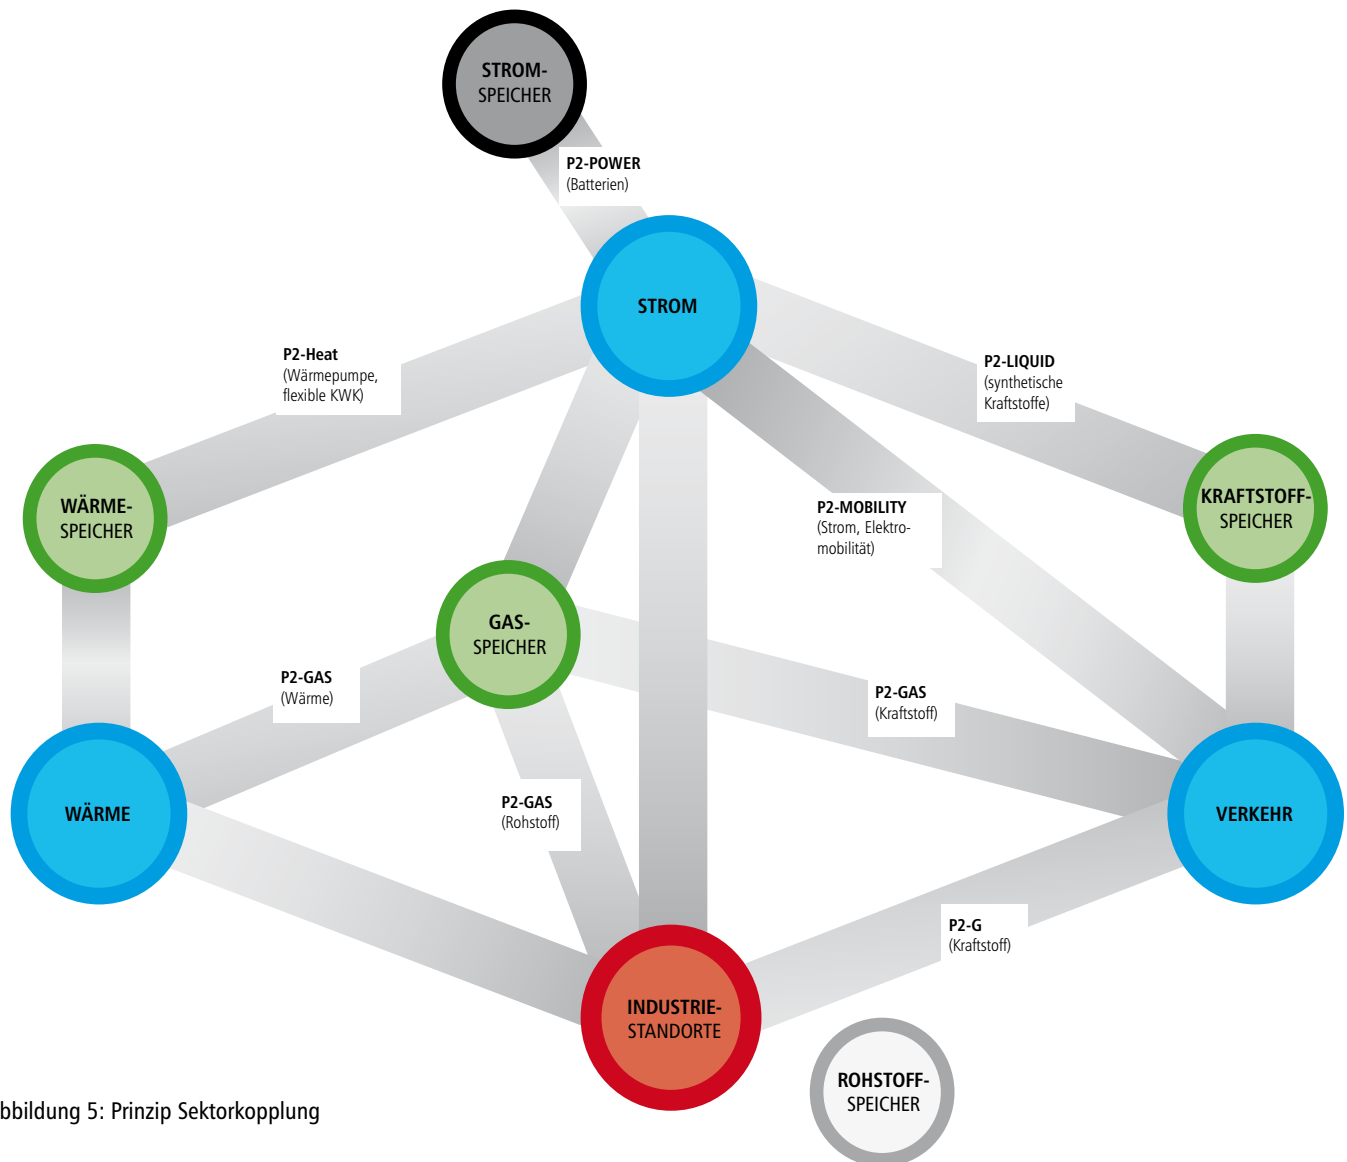 STROM-
SPEICHER
P2-POWER
(Batterien)
STROM
P2-Heat
(Wärmepumpe,
flexible KWK)
P2-LIQUID
(synthetische
Kraftstoffe)
WÄRME-
SPEICHER
P2-MOBILITY
(Strom, Elektro-
mobilität)
KRAFTSTOFF-
SPEICHER
GAS-
SPEICHER
P2-GAS
(Wärme)
P2-GAS
(Kraftstoff)
WÄRME
P2-GAS
(Rohstoff)
VERKEHR
P2-G
(Kraftstoff)
INDUSTRIE-
STANDORTE
ROHSTOFF-
SPEICHER
bbildung 5: Prinzip Sektorkopplung